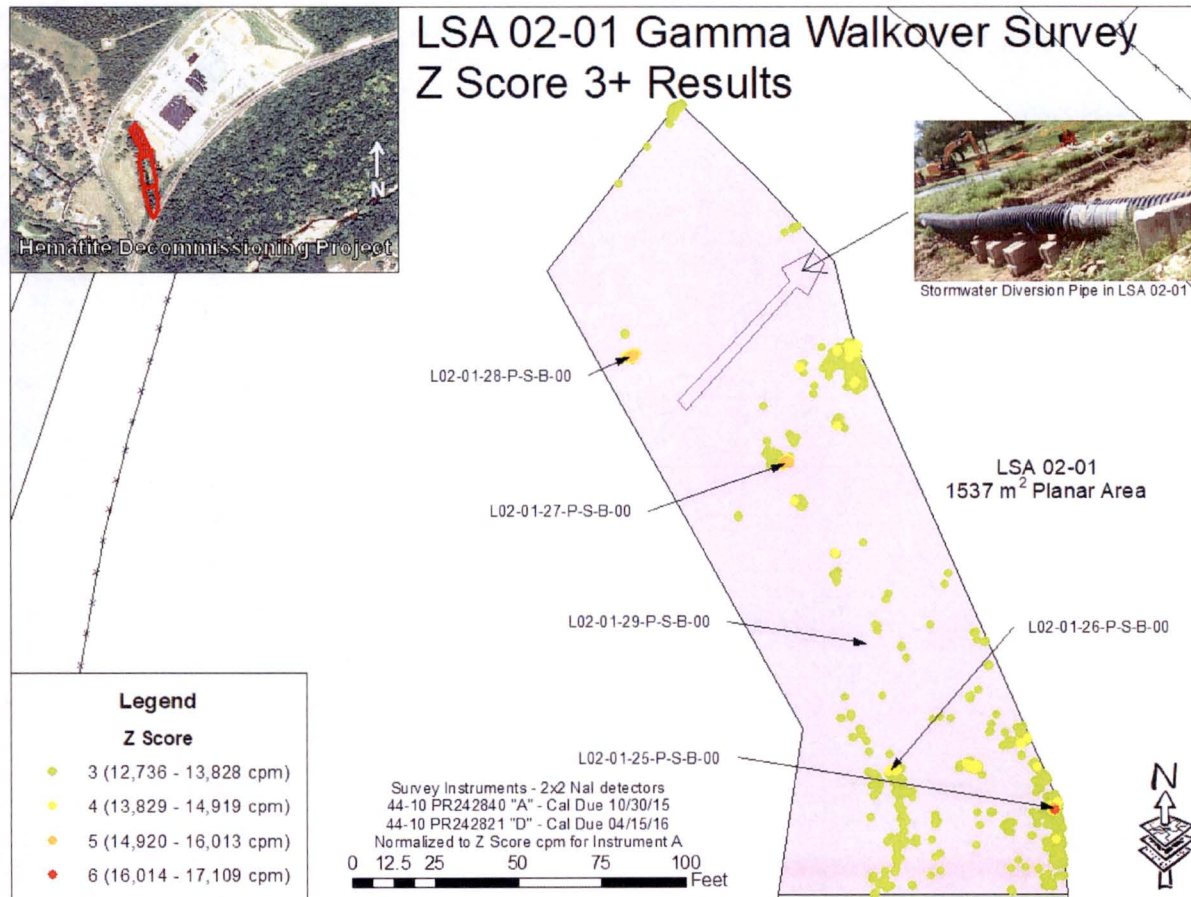 LSA 02-01 Gamma Walkover Survey
Z Score 3+ Results
N
Hematite Decommissioning Project
Stormwater Diversion Pipe in LSA 02-01
L02-01-28-P-S-B-00
LSA 02-01
1537 m² Planar Area
L02-01-27-P-S-B-00
L02-01-29-P-S-B-00
L02-01-26-P-S-B-00
L02-01-25-P-S-B-00
Legend
Z Score
3 (12,736 - 13,828 cpm)
4 (13,829 - 14,919 cpm)
5 (14,920 - 16,013 cpm)
6 (16,014 - 17,109 cpm)
Survey Instruments - 2x2 NaI detectors
44-10 PR242840 "A" - Cal Due 10/30/15
44-10 PR242821 "D" - Cal Due 04/15/16
Normalized to Z Score cpm for Instrument A
0 12.5 25 50 75 100
Feet
N